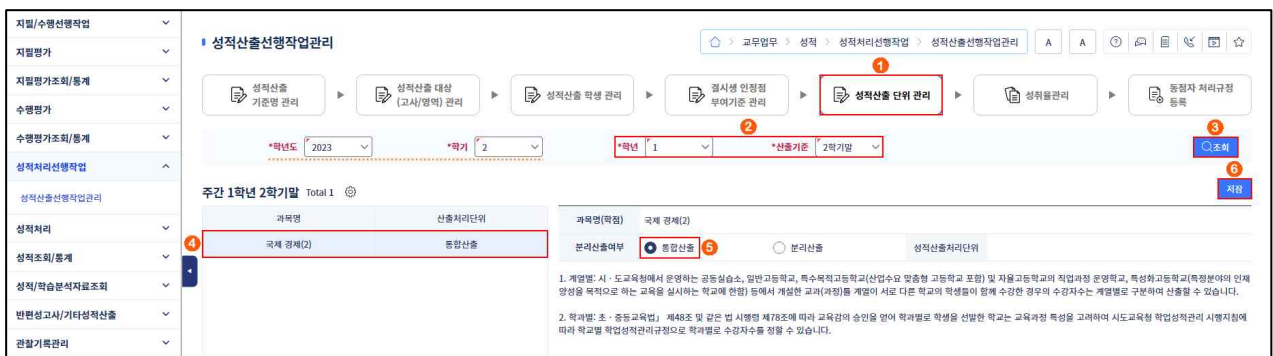 지필/수행선행작업
지필평가
지필평가조회/통계
수행평가
수행평가조회/통계
성적처리선행작업
성적산출선행작업관리
성적처리
성적조회/통계
성적/학습분석자료조회
반편성고사/기타성적산출
관찰기록관리
성적산출선행작업관리
교무업무 > 성적 > 성적처리선행작업 > 성적산출선행작업관리
A A
1
성적산출
기준명 관리
성적산출 대상
(고사/영역) 관리
성적산출 학생 관리
결시생 인정점
부여기준 관리
성적산출 단위 관리
성취율관리
동점자 처리규정
등록
2
3
*학년도 2023 *학기 2 *학년 1 *산출기준 2학기말 조회
6
주간 1학년 2학기말 Total 1 저장
과목명 산출처리단위
4 국제 경제(2) 통합산출
과목명(학점) 국제 경제(2)
분리산출여부 통합산출 5 분리산출 성적산출처리단위
1. 계열별: 시ㆍ도교육청에서 운영하는 공동실습소, 일반고등학교, 특수목적고등학교(산업수요 맞춤형 고등학교 포함) 및 자율고등학교의 직업과정 운영학교, 특성화고등학교(특정분야의 인재
양성을 목적으로 하는 교육을 실시하는 학교에 한함) 등에서 개설한 교과(과정)를 계열이 서로 다른 학교의 학생들이 함께 수강한 경우의 수강자수는 계열별로 구분하여 산출할 수 있습니다.
2. 학과별: 초ㆍ중등교육법」 제48조 및 같은 법 시행령 제78조에 따라 교육감의 승인을 얻어 학과별로 학생을 선발한 학교는 교육과정 특성을 고려하여 시도교육청 학업성적관리 시행지침에
따라 학교별 학업성적관리규정으로 학과별로 수강자수를 정할 수 있습니다.